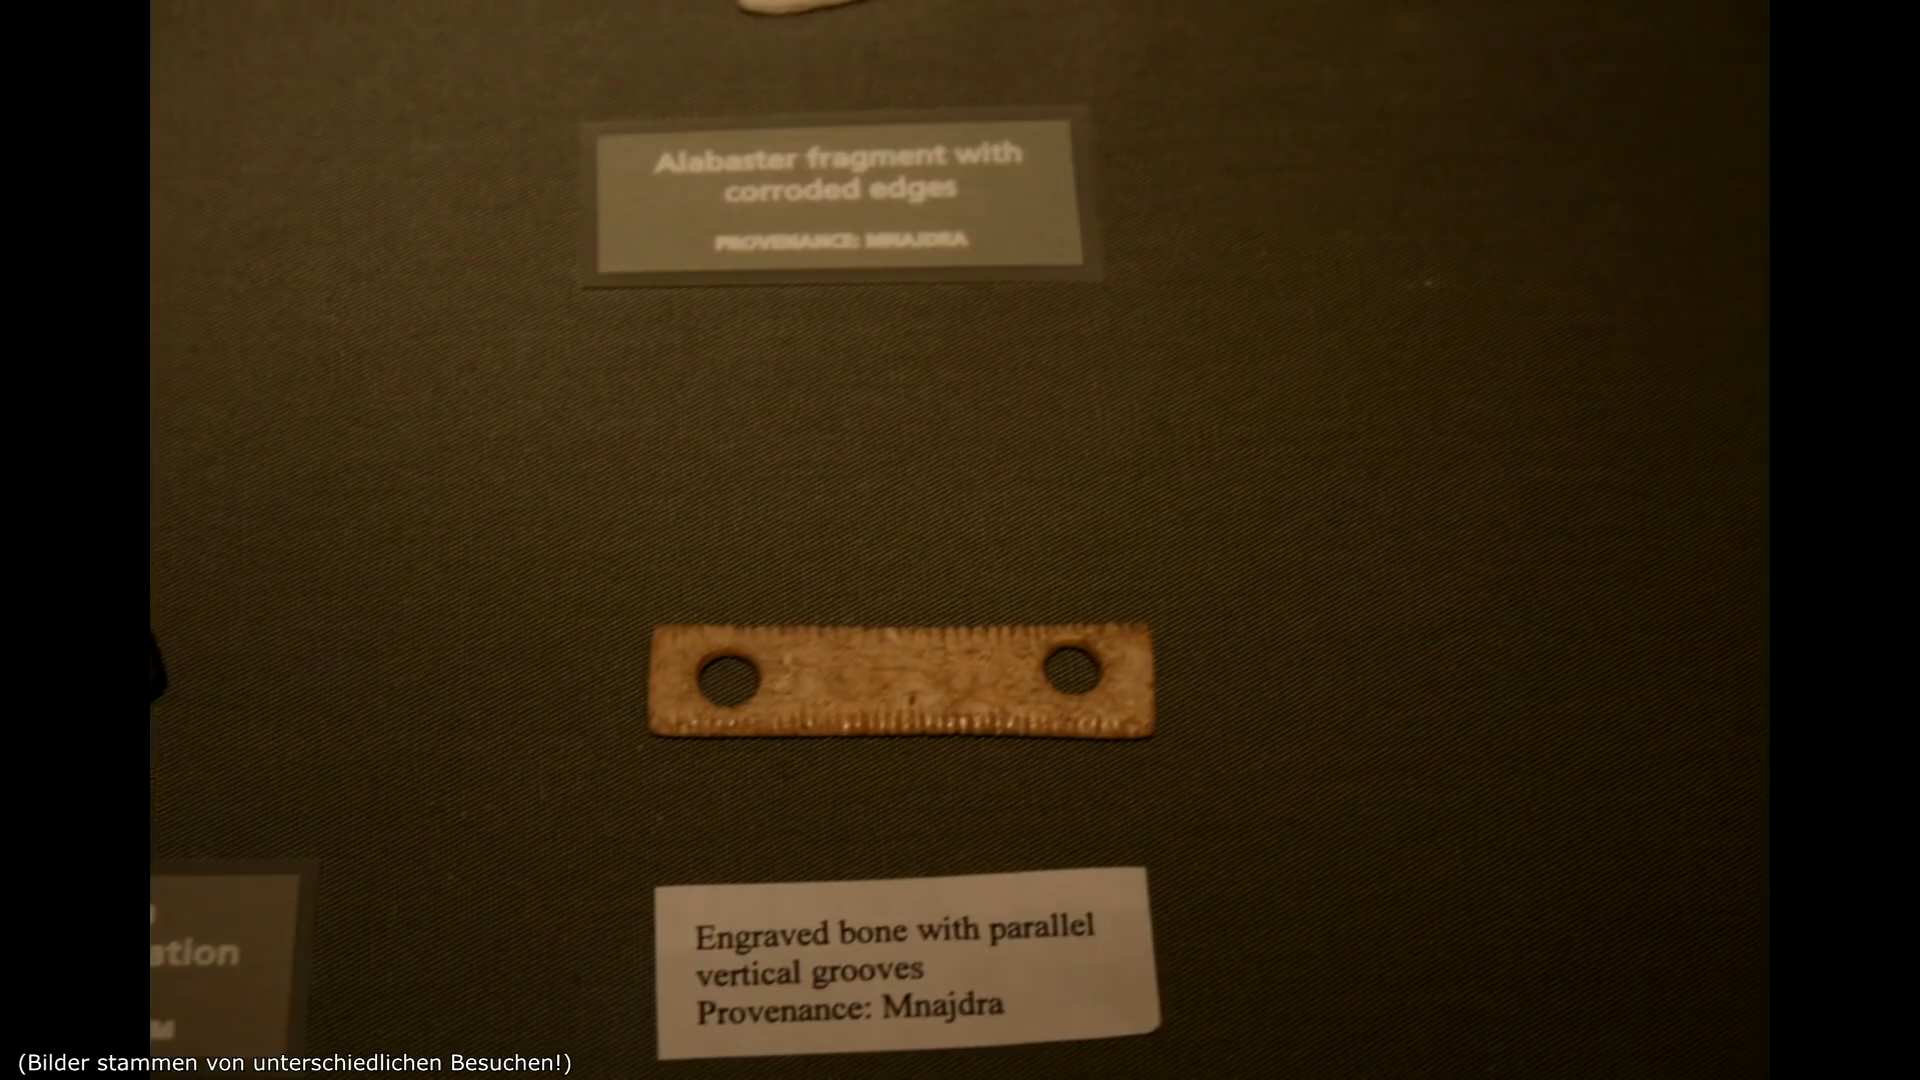 Alabaster fragment with
corroded edges
PROVENANCE: MNAJDRA
Engraved bone with parallel
vertical grooves
Provenance: Mnajdra
(Bilder stammen von unterschiedlichen Besuchen!)